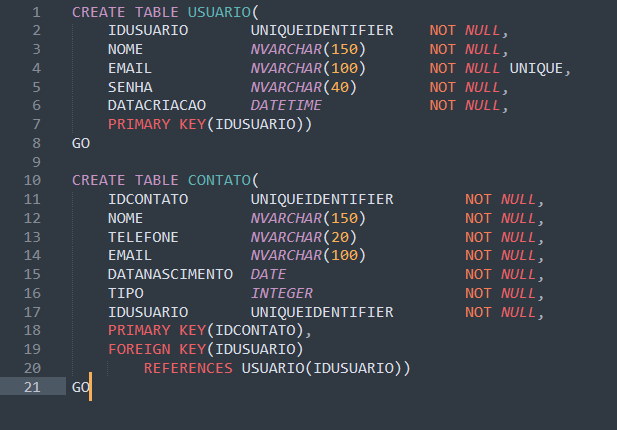 1 CREATE TABLE USUARIO(
2 IDUSUARIO UNIQUEIDENTIFIER NOT NULL,
3 NOME NVARCHAR(150) NOT NULL,
4 EMAIL NVARCHAR(100) NOT NULL UNIQUE,
5 SENHA NVARCHAR(40) NOT NULL,
6 DATACRIACAO DATETIME NOT NULL,
7 PRIMARY KEY(IDUSUARIO))
8 GO
9
10 CREATE TABLE CONTATO(
11 IDCONTATO UNIQUEIDENTIFIER NOT NULL,
12 NOME NVARCHAR(150) NOT NULL,
13 TELEFONE NVARCHAR(20) NOT NULL,
14 EMAIL NVARCHAR(100) NOT NULL,
15 DATANASCIMENTO DATE NOT NULL,
16 TIPO INTEGER NOT NULL,
17 IDUSUARIO UNIQUEIDENTIFIER NOT NULL,
18 PRIMARY KEY(IDCONTATO),
19 FOREIGN KEY(IDUSUARIO)
20 REFERENCES USUARIO(IDUSUARIO))
21 GO